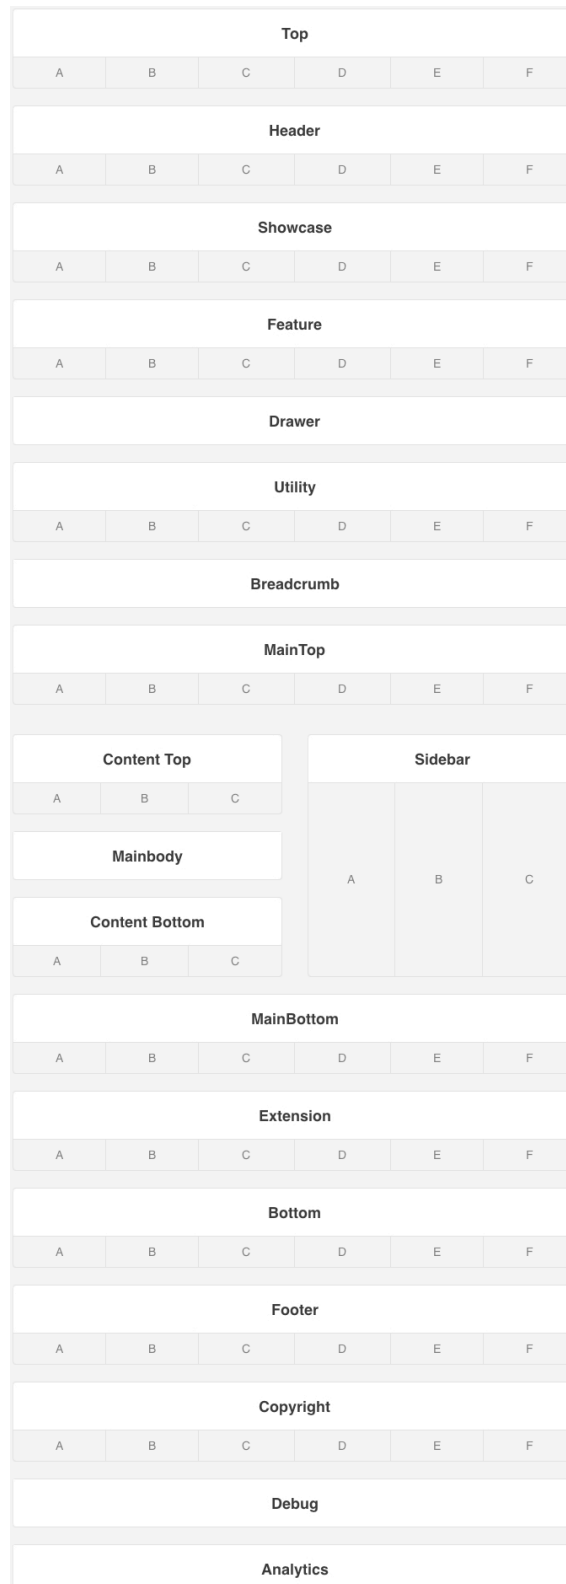 Top
A B C D E F
Header
A B C D E F
Showcase
A B C D E F
Feature
A B C D E F
Drawer
Utility
A B C D E F
Breadcrumb
MainTop
A B C D E F
Content Top
A B C
Mainbody
Content Bottom
A B C
Sidebar
A B C
MainBottom
A B C D E F
Extension
A B C D E F
Bottom
A B C D E F
Footer
A B C D E F
Copyright
A B C D E F
Debug
Analytics